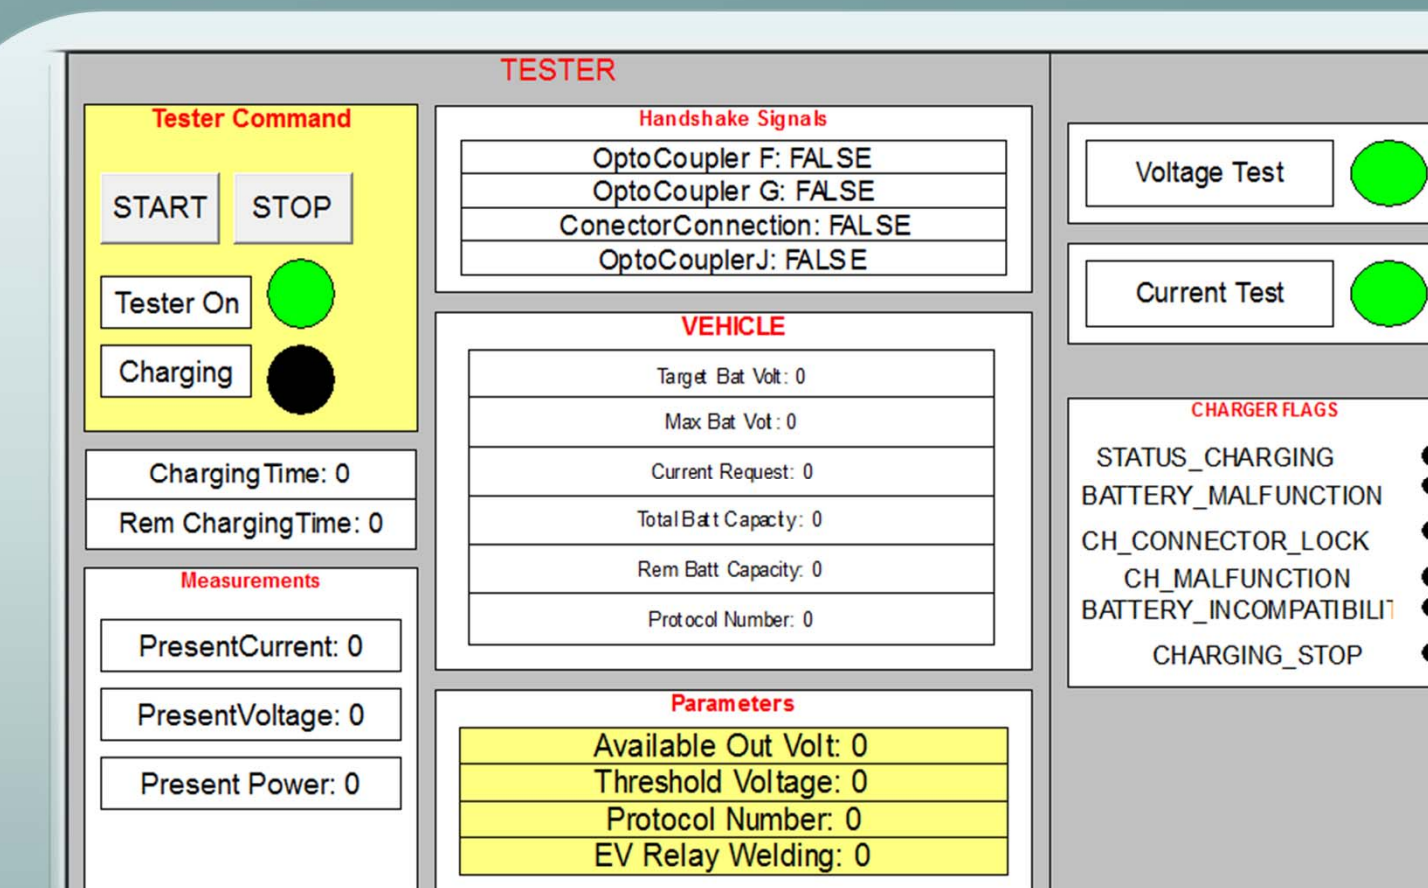 TESTER
Tester Command
START
STOP
Tester On
Charging
ChargingTime: 0
Rem ChargingTime: 0
Measurements
PresentCurrent: 0
PresentVoltage: 0
Present Power: 0
Handshake Signals
OptoCoupler F: FALSE
OptoCoupler G: FALSE
ConectorConnection: FALSE
OptoCouplerJ: FALSE
VEHICLE
Target Bat Volt: 0
Max Bat Vot: 0
Current Request: 0
Total Batt Capacty: 0
Rem Batt Capacity: 0
Protocol Number: 0
Parameters
Available Out Volt: 0
Threshold Voltage: 0
Protocol Number: 0
EV Relay Welding: 0
Voltage Test
Current Test
CHARGER FLAGS
STATUS_CHARGING
BATTERY_MALFUNCTION
CH_CONNECTOR_LOCK
CH_MALFUNCTION
BATTERY_INCOMPATIBILIT
CHARGING_STOP